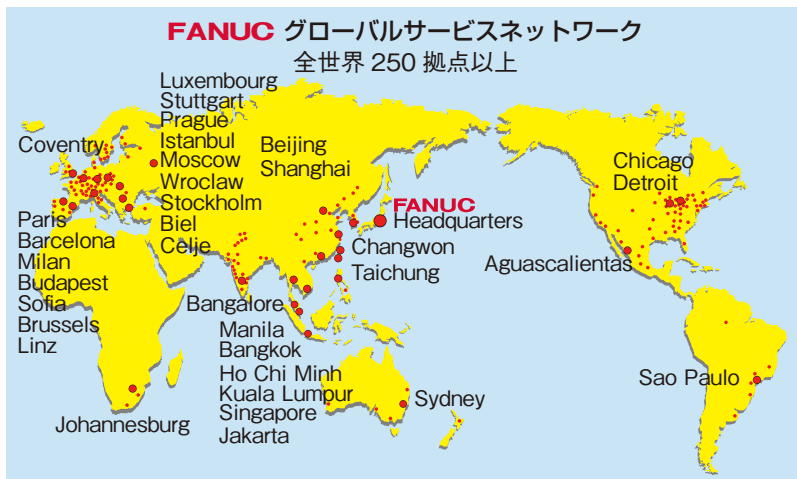 FANUC グローバルサービスネットワーク
全世界 250 拠点以上
Coventry
Luxembourg
Stuttgart
Prague
Istanbul
Moscow
Wroclaw
Stockholm
Biel
Celje
Beijing
Shanghai
FANUC
Headquarters
Changwon
Taichung
Chicago
Detroit
Aguascalientas
Paris
Barcelona
Milan
Budapest
Sofia
Brussels
Linz
Bangalore
Manila
Bangkok
Ho Chi Minh
Kuala Lumpur
Singapore
Jakarta
Sydney
Sao Paulo
Johannesburg